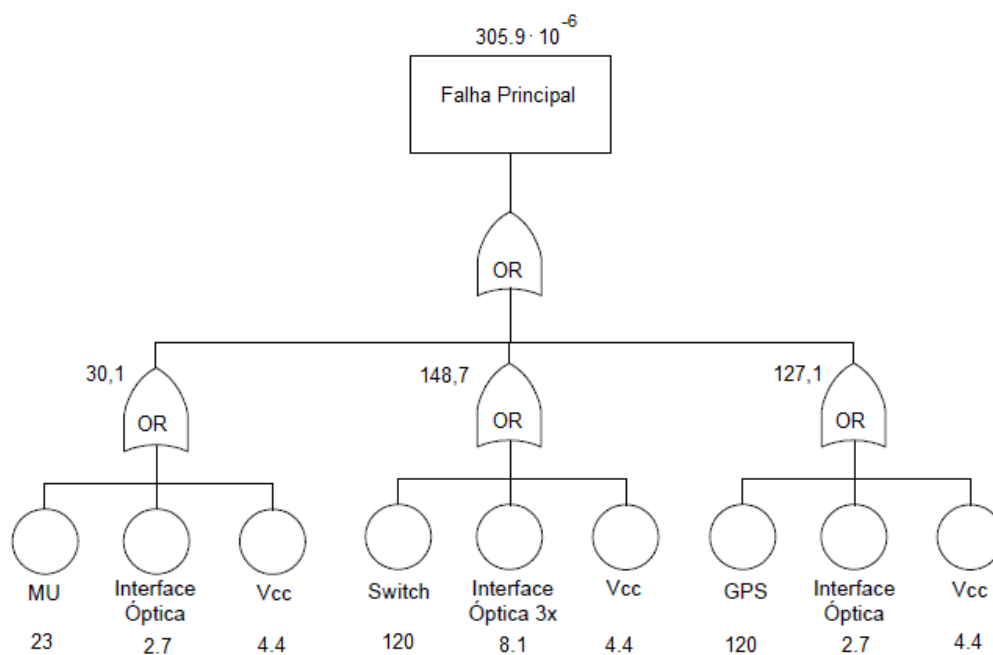 305.9 · 10⁻⁶
Falha Principal
OR
30,1
148,7
127,1
OR
OR
OR
MU
Interface
Óptica
Vcc
Switch
Interface
Óptica 3x
Vcc
GPS
Interface
Óptica
Vcc
23
2.7
4.4
120
8.1
4.4
120
2.7
4.4